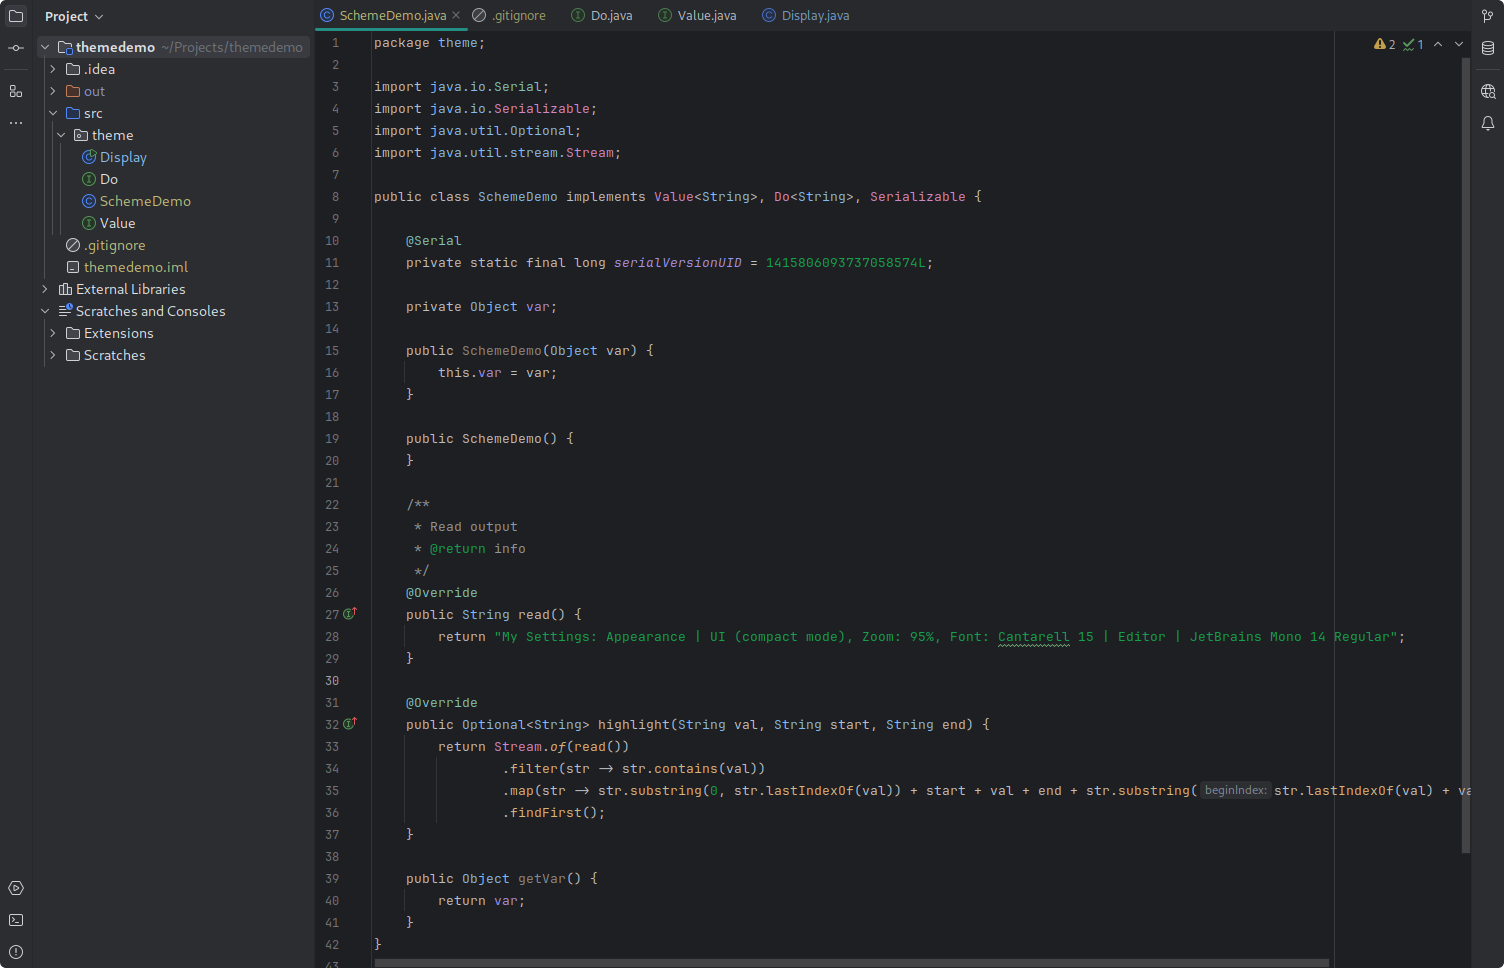 Project
SchemeDemo.java
.gitignore
Do.java
Value.java
Display.java
themedemo ~/Projects/themedemo
.idea
out
src
theme
Display
Do
SchemeDemo
Value
.gitignore
themedemo.iml
External Libraries
Scratches and Consoles
Extensions
Scratches
2 1
1 package theme;
2
3 import java.io.Serial;
4 import java.io.Serializable;
5 import java.util.Optional;
6 import java.util.stream.Stream;
7
8 public class SchemeDemo implements Value<String>, Do<String>, Serializable {
9
10 @Serial
11 private static final long serialVersionUID = 1415806093737058574L;
12
13 private Object var;
14
15 public SchemeDemo(Object var) {
16 this.var = var;
17 }
18
19 public SchemeDemo() {
20 }
21
22 /**
23 * Read output
24 * @return info
25 */
26 @Override
27 public String read() {
28 return "My Settings: Appearance | UI (compact mode), Zoom: 95%, Font: Cantarell 15 | Editor | JetBrains Mono 14 Regular";
29 }
30
31 @Override
32 public Optional<String> highlight(String val, String start, String end) {
33 return Stream.of(read())
34 .filter(str -> str.contains(val))
35 .map(str -> str.substring(0, str.lastIndexOf(val)) + start + val + end + str.substring( beginIndex: str.lastIndexOf(val) + va
36 .findFirst();
37 }
38
39 public Object getVar() {
40 return var;
41 }
42 }
43